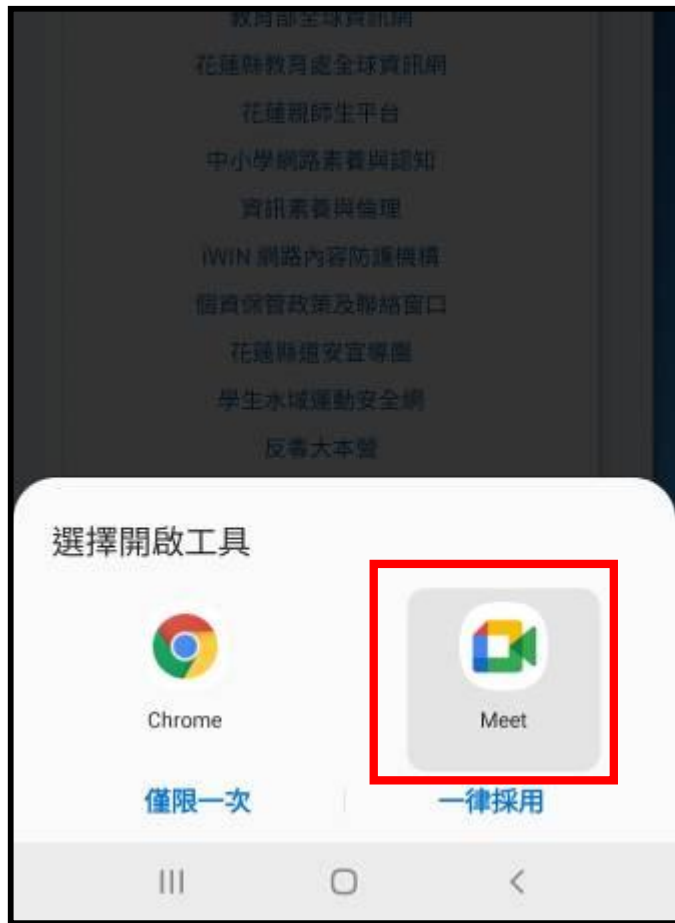 教育部全球資訊網
花蓮縣教育處全球資訊網
花蓮親師生平台
中小學網路素養與認知
資訊素養與倫理
iWIN 網路內容防護機構
個資保管政策及聯絡窗口
花蓮縣道安宣導團
學生水域運動安全網
反毒大本營
選擇開啟工具
Chrome
Meet
僅限一次
一律採用